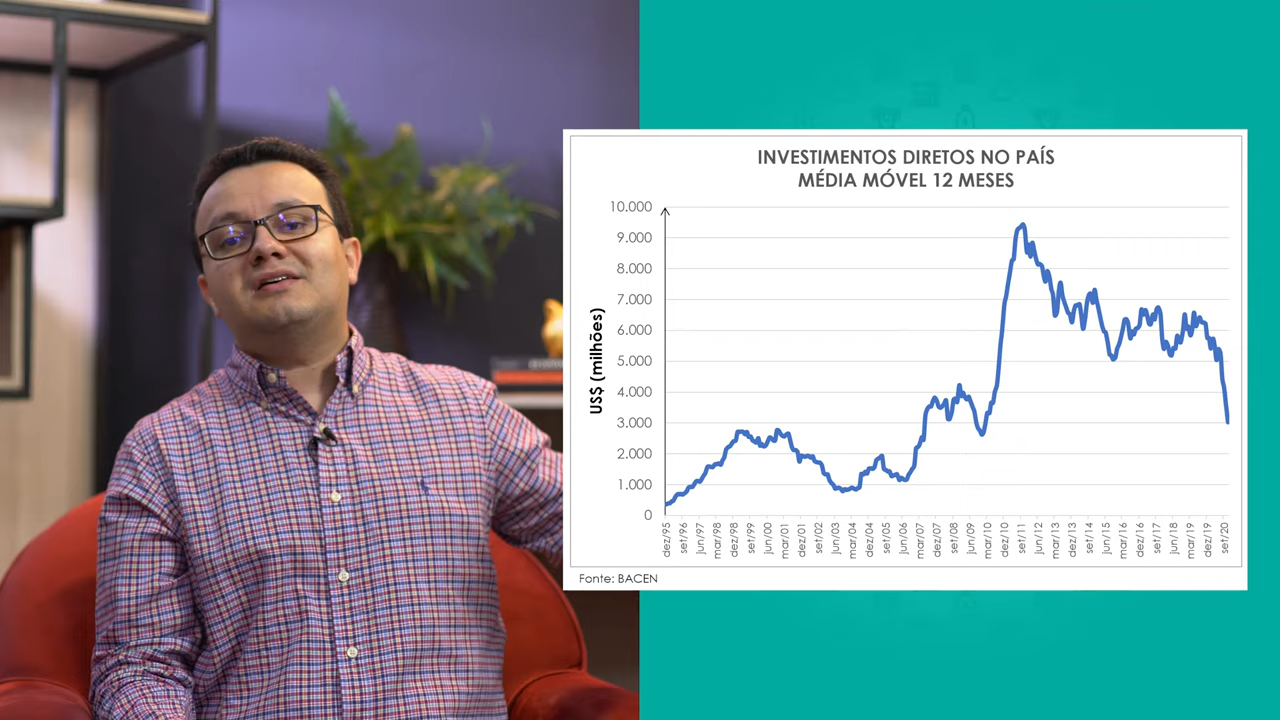 INVESTIMENTOS DIRETOS NO PAÍS
MÉDIA MÓVEL 12 MESES
US$ (milhões)
10.000
9.000
8.000
7.000
6.000
5.000
4.000
3.000
2.000
1.000
0
dez/95
set/96
jun/97
mar/98
dez/98
set/99
jun/00
mar/01
dez/01
set/02
jun/03
mar/04
dez/04
set/05
jun/06
mar/07
dez/07
set/08
jun/09
mar/10
dez/10
set/11
jun/12
mar/13
dez/13
set/14
jun/15
mar/16
dez/16
set/17
jun/18
mar/19
dez/19
set/20
Fonte: BACEN